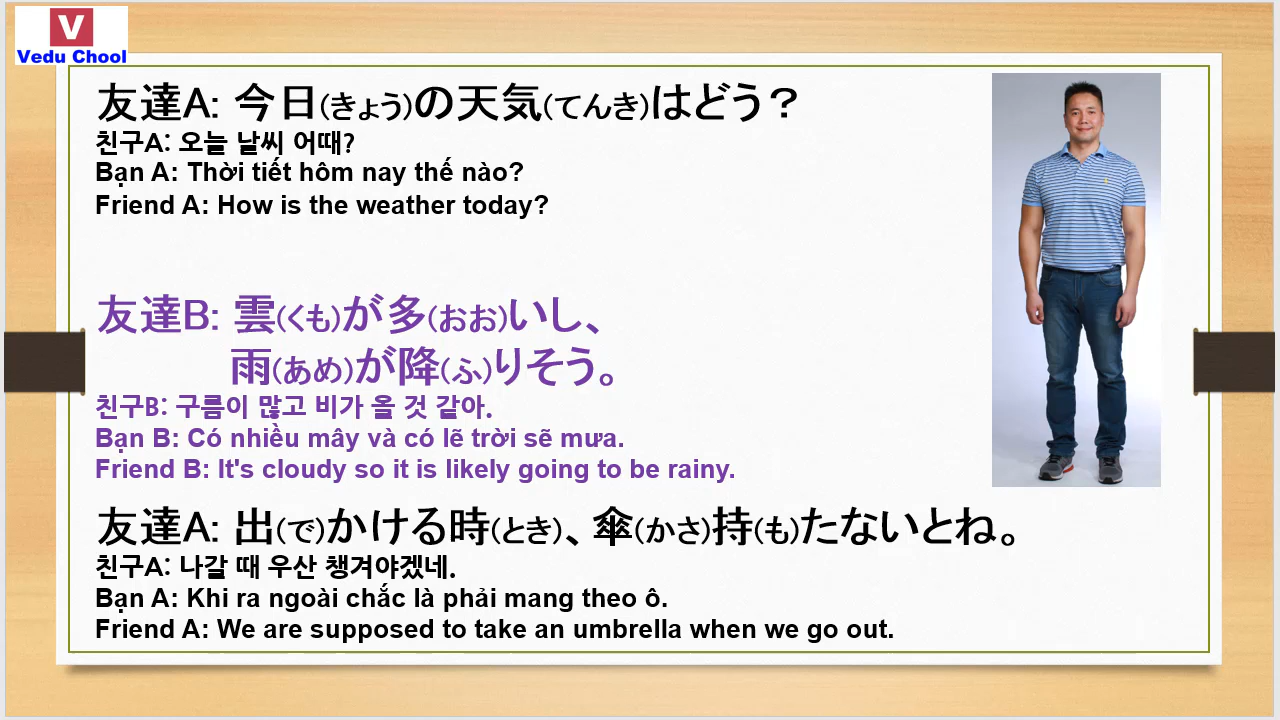 V
Vedu Chool
友達A: 今日(きょう)の天気(てんき)はどう？
친구A: 오늘 날씨 어때?
Bạn A: Thời tiết hôm nay thế nào?
Friend A: How is the weather today?
友達B: 雲(くも)が多(おお)いし、
雨(あめ)が降(ふ)りそう。
친구B: 구름이 많고 비가 올 것 같아.
Bạn B: Có nhiều mây và có lẽ trời sẽ mưa.
Friend B: It's cloudy so it is likely going to be rainy.
友達A: 出(で)かける時(とき)、傘(かさ)持(も)たないとね。
친구A: 나갈 때 우산 챙겨야겠네.
Bạn A: Khi ra ngoài chắc là phải mang theo ô.
Friend A: We are supposed to take an umbrella when we go out.